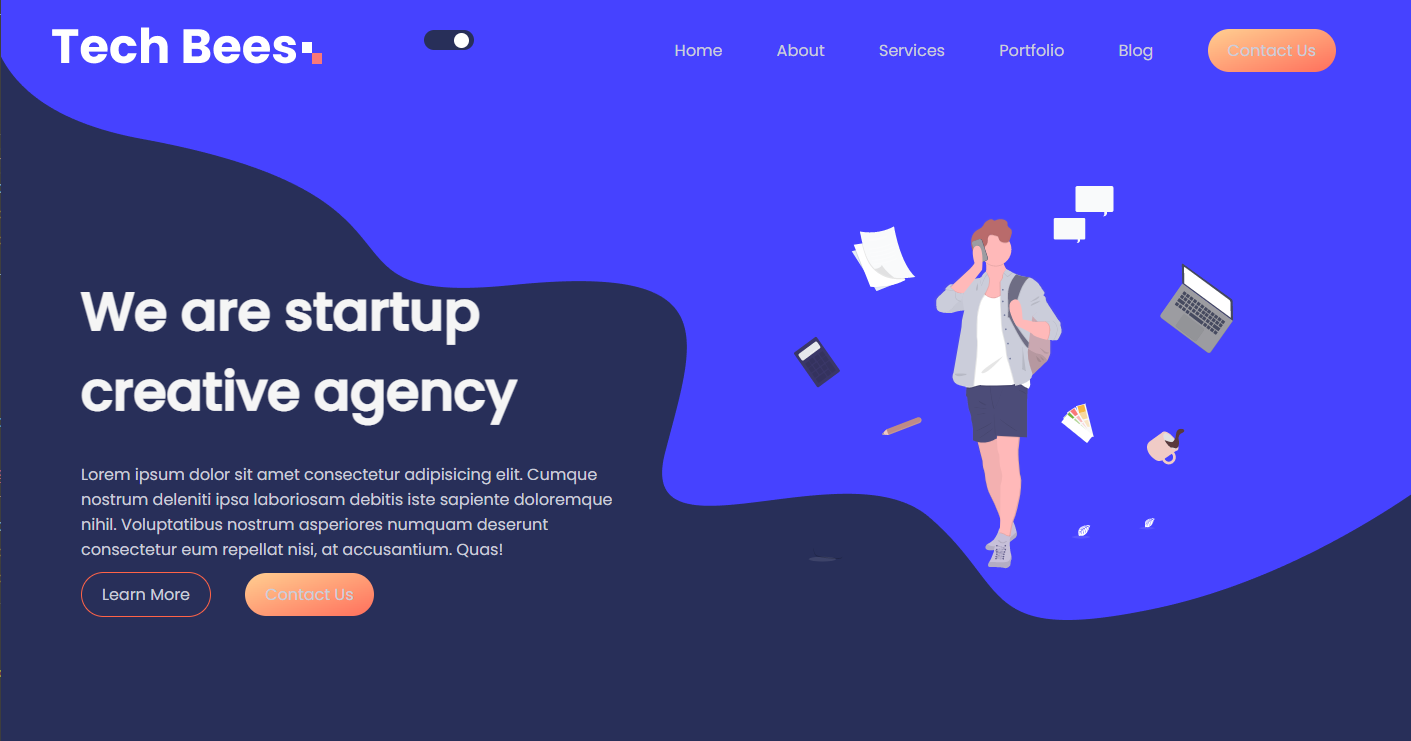 Tech Bees
Home About Services Portfolio Blog Contact Us
We are startup
creative agency
Lorem ipsum dolor sit amet consectetur adipisicing elit. Cumque
nostrum deleniti ipsa laboriosam debitis iste sapiente doloremque
nihil. Voluptatibus nostrum asperiores numquam deserunt
consectetur eum repellat nisi, at accusantium. Quas!
Learn More Contact Us